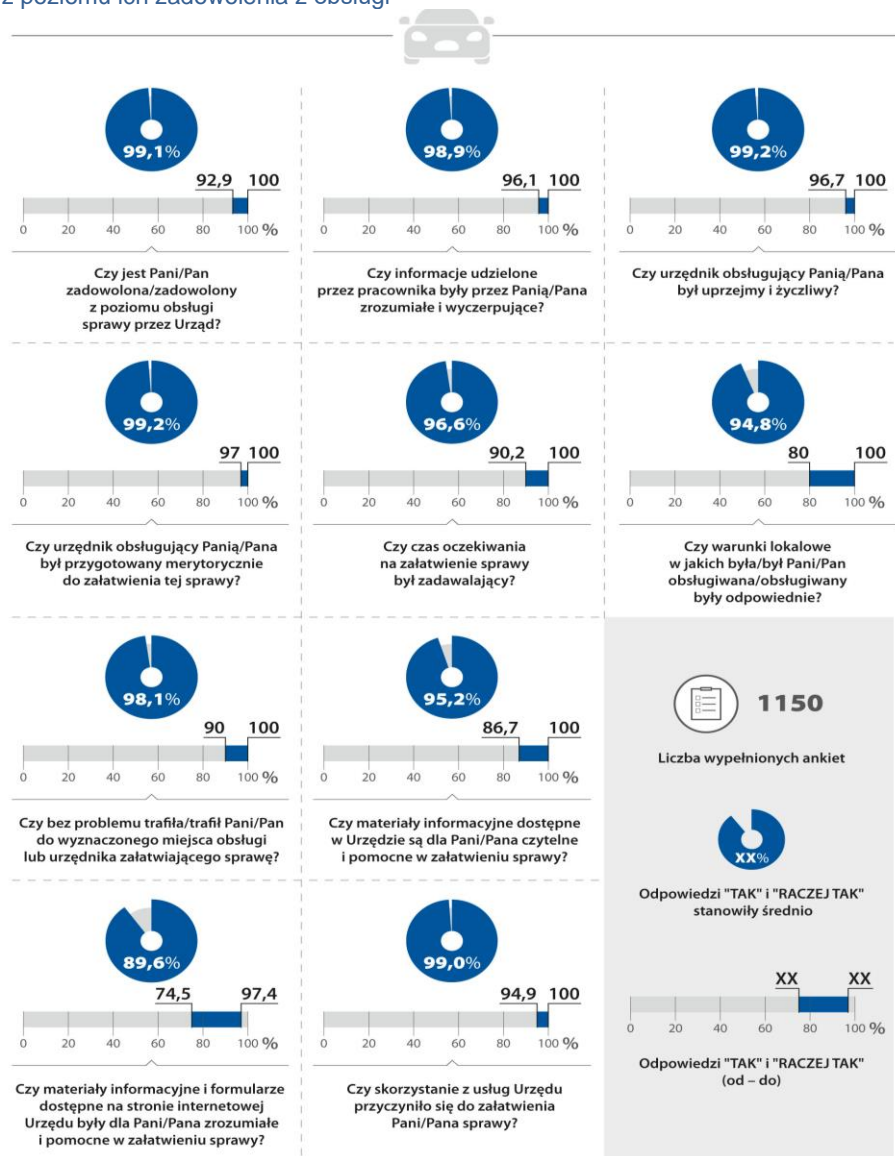 z poziomu ich zadowolenia z obsługi
99,1%
92,9 100
0 20 40 60 80 100 %
Czy jest Pani/Pan
zadowolona/zadowolony
z poziomu obsługi
sprawy przez Urząd?
98,9%
96,1 100
0 20 40 60 80 100 %
Czy informacje udzielone
przez pracownika były przez Panią/Pana
zrozumiałe i wyczerpujące?
99,2%
96,7 100
0 20 40 60 80 100 %
Czy urzędnik obsługujący Panią/Pana
był uprzejmy i życzliwy?
99,2%
97 100
0 20 40 60 80 100 %
Czy urzędnik obsługujący Panią/Pana
był przygotowany merytorycznie
do załatwienia tej sprawy?
96,6%
90,2 100
0 20 40 60 80 100 %
Czy czas oczekiwania
na załatwienie sprawy
był zadawalający?
94,8%
80 100
0 20 40 60 80 100 %
Czy warunki lokalowe
w jakich była/był Pani/Pan
obsługiwana/obsługiwany
były odpowiednie?
98,1%
90 100
0 20 40 60 80 100 %
Czy bez problemu trafiła/trafił Pani/Pan
do wyznaczonego miejsca obsługi
lub urzędnika załatwiającego sprawę?
95,2%
86,7 100
0 20 40 60 80 100 %
Czy materiały informacyjne dostępne
w Urzędzie są dla Pani/Pana czytelne
i pomocne w załatwieniu sprawy?
1150
Liczba wypełnionych ankiet
XX%
Odpowiedzi "TAK" i "RACZEJ TAK"
stanowiły średnio
89,6%
74,5 97,4
0 20 40 60 80 100 %
Czy materiały informacyjne i formularze
dostępne na stronie internetowej
Urzędu były dla Pani/Pana zrozumiałe
i pomocne w załatwieniu sprawy?
99,0%
94,9 100
0 20 40 60 80 100 %
Czy skorzystanie z usług Urzędu
przyczyniło się do załatwienia
Pani/Pana sprawy?
XX XX
0 20 40 60 80 100 %
Odpowiedzi "TAK" i "RACZEJ TAK"
(od – do)